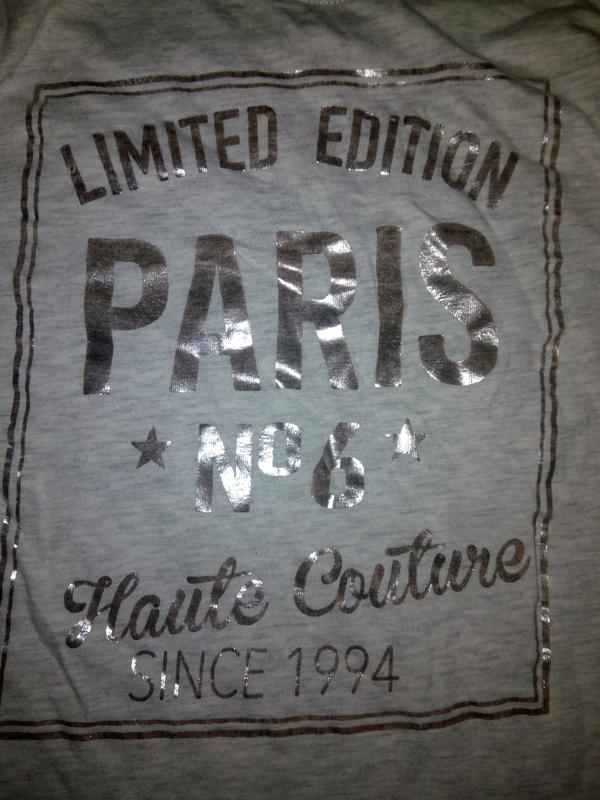 LIMITED EDITION
PARIS
Nº6
Haute Couture
SINCE 1994